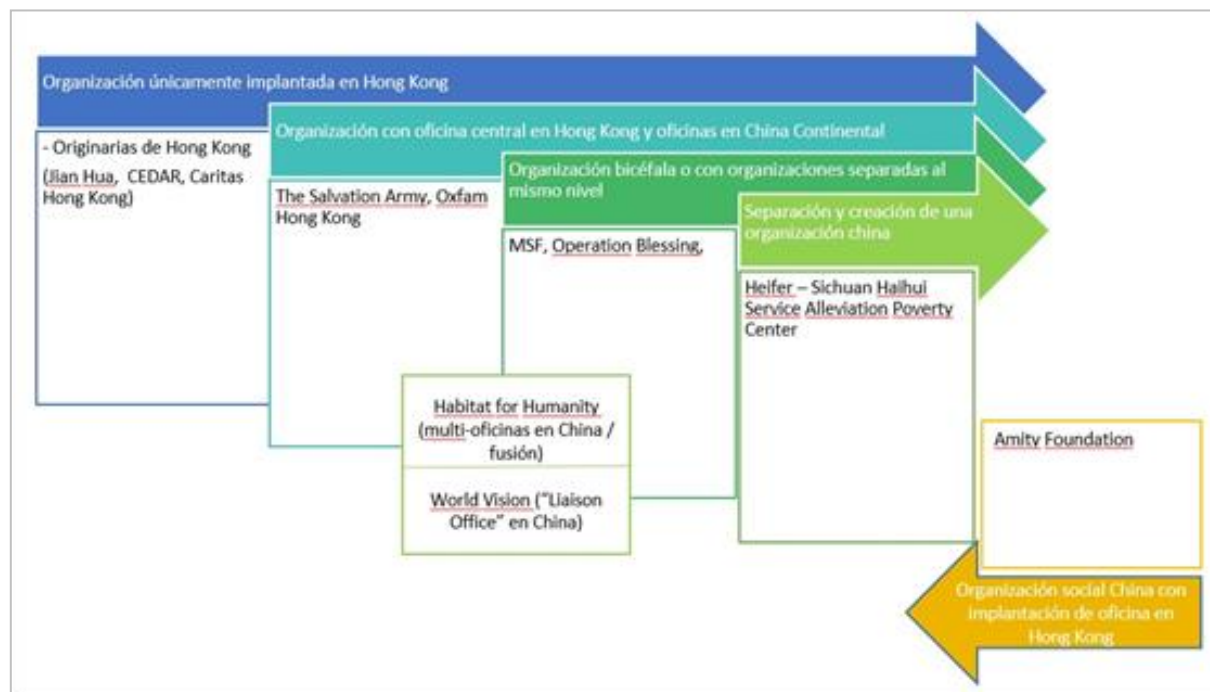 Organización únicamente implantada en Hong Kong
- Originarias de Hong Kong
(Jian Hua, CEDAR, Caritas
Hong Kong)
Organización con oficina central en Hong Kong y oficinas en China Continental
The Salvation Army, Oxfam
Hong Kong
Organización bicéfala o con organizaciones separadas al
mismo nivel
MSF, Operation Blessing,
Separación y creación de una
organización china
Heifer – Sichuan Haihui
Service Alleviation Poverty
Center
Habitat for Humanity
(multi-oficinas en China /
fusión)
World Vision (“Liaison
Office” en China)
Amity Foundation
Organización social China con
implantación de oficina en
Hong Kong